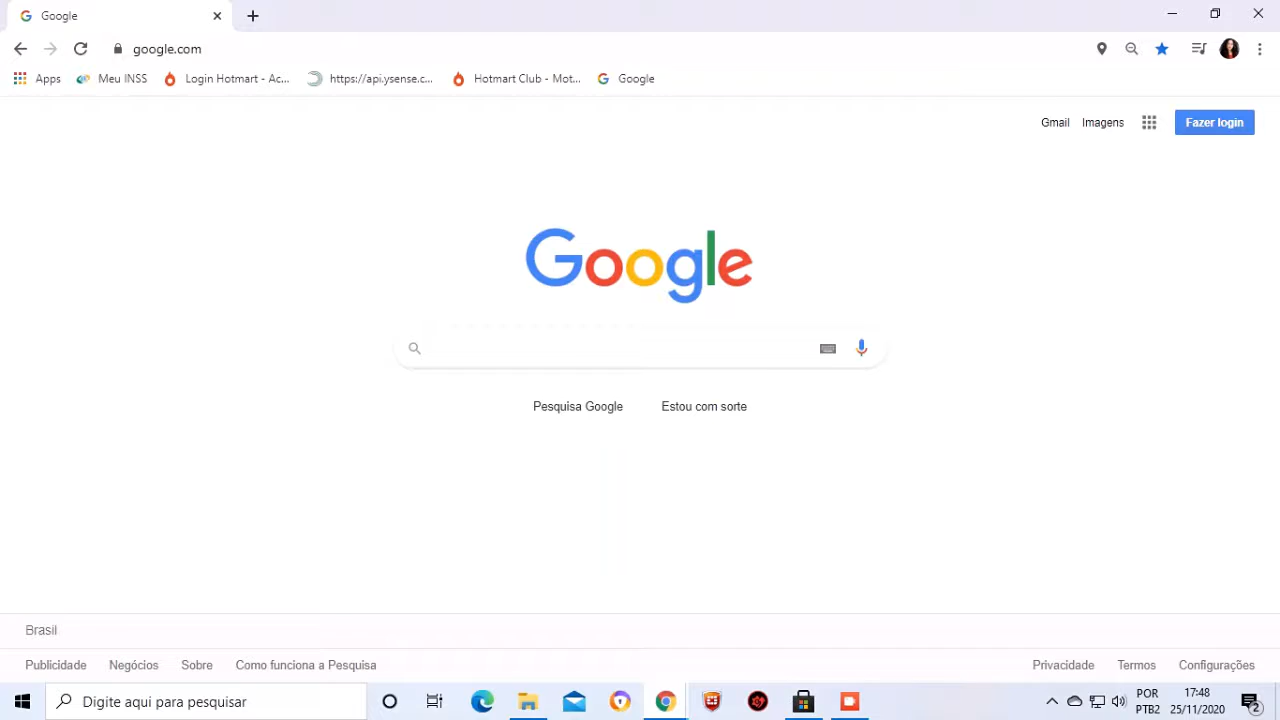 Google
google.com
Apps Meu INSS Login Hotmart - Ac... https://api.ysense.c... Hotmart Club - Mot... Google
Gmail Imagens Fazer login
Google
Pesquisa Google Estou com sorte
Brasil
Publicidade Negócios Sobre Como funciona a Pesquisa Privacidade Termos Configurações
Digite aqui para pesquisar
POR 17:48
PTB2 25/11/2020 2